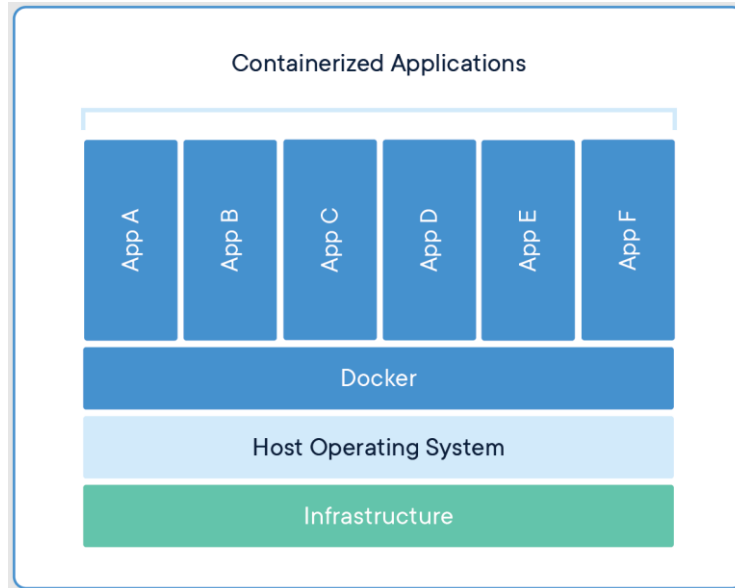 Containerized Applications
App A
App B
App C
App D
App E
App F
Docker
Host Operating System
Infrastructure